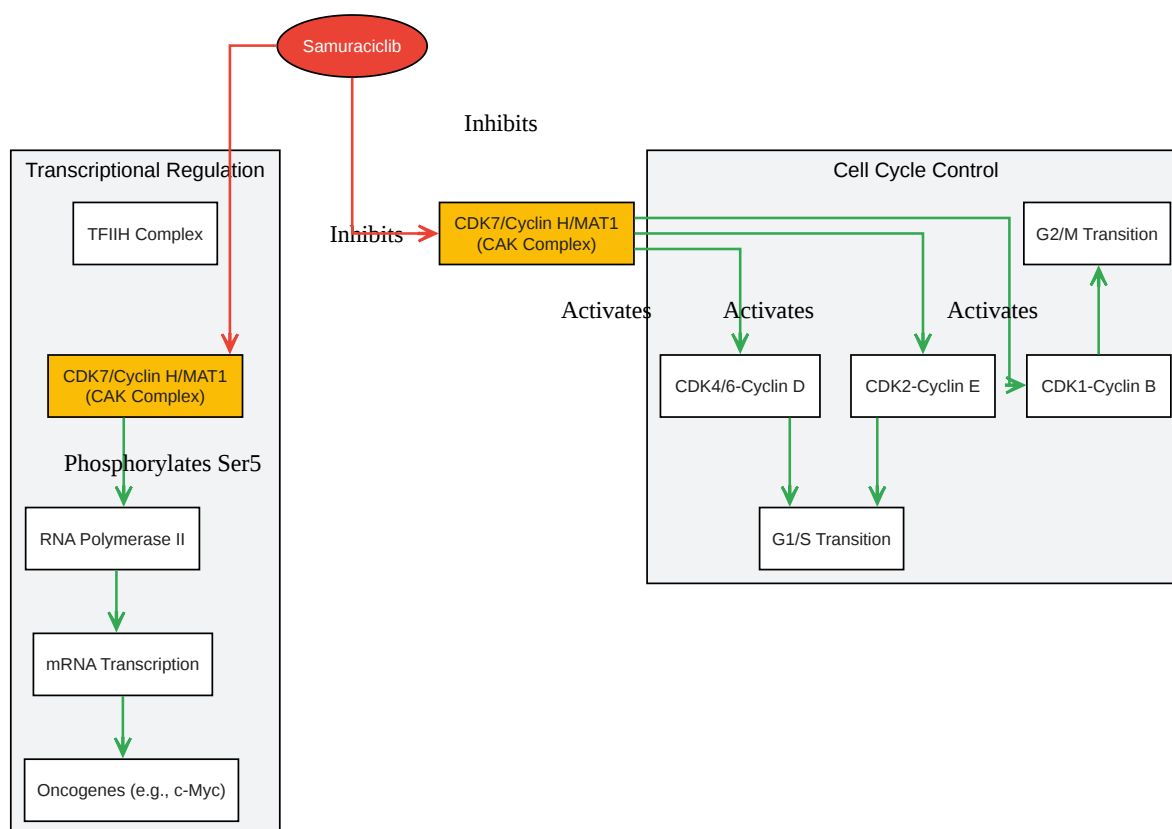 Samuraciclib
Inhibits
Transcriptional Regulation
TFIIH Complex
CDK7/Cyclin H/MAT1
(CAK Complex)
Phosphorylates Ser5
RNA Polymerase II
mRNA Transcription
Oncogenes (e.g., c-Myc)
Inhibits
CDK7/Cyclin H/MAT1
(CAK Complex)
Cell Cycle Control
G2/M Transition
Activates
Activates
Activates
CDK4/6-Cyclin D
CDK2-Cyclin E
CDK1-Cyclin B
G1/S Transition